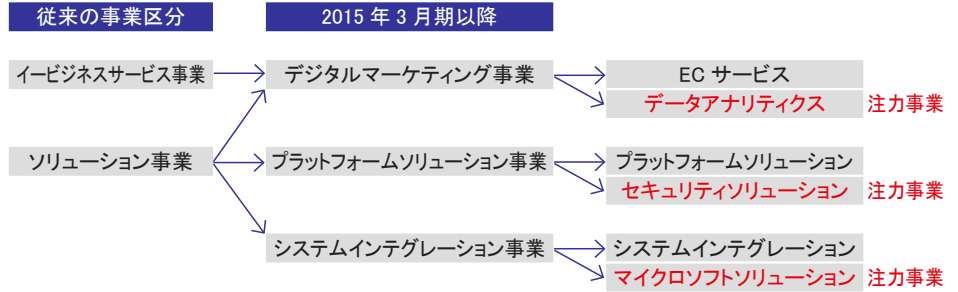 従来の事業区分 2015年3月期以降
イービジネスサービス事業 デジタルマーケティング事業 ECサービス
データアナリティクス 注力事業
ソリューション事業 プラットフォームソリューション事業 プラットフォームソリューション
セキュリティソリューション 注力事業
システムインテグレーション事業 システムインテグレーション
マイクロソフトソリューション 注力事業